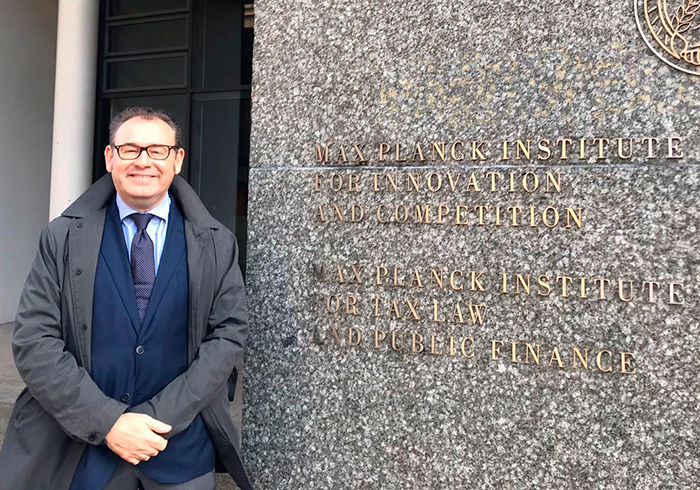 MAX PLANCK INSTITUTE
FOR INNOVATION
AND COMPETITION
MAX PLANCK INSTITUTE
FOR TAX LAW
AND PUBLIC FINANCE